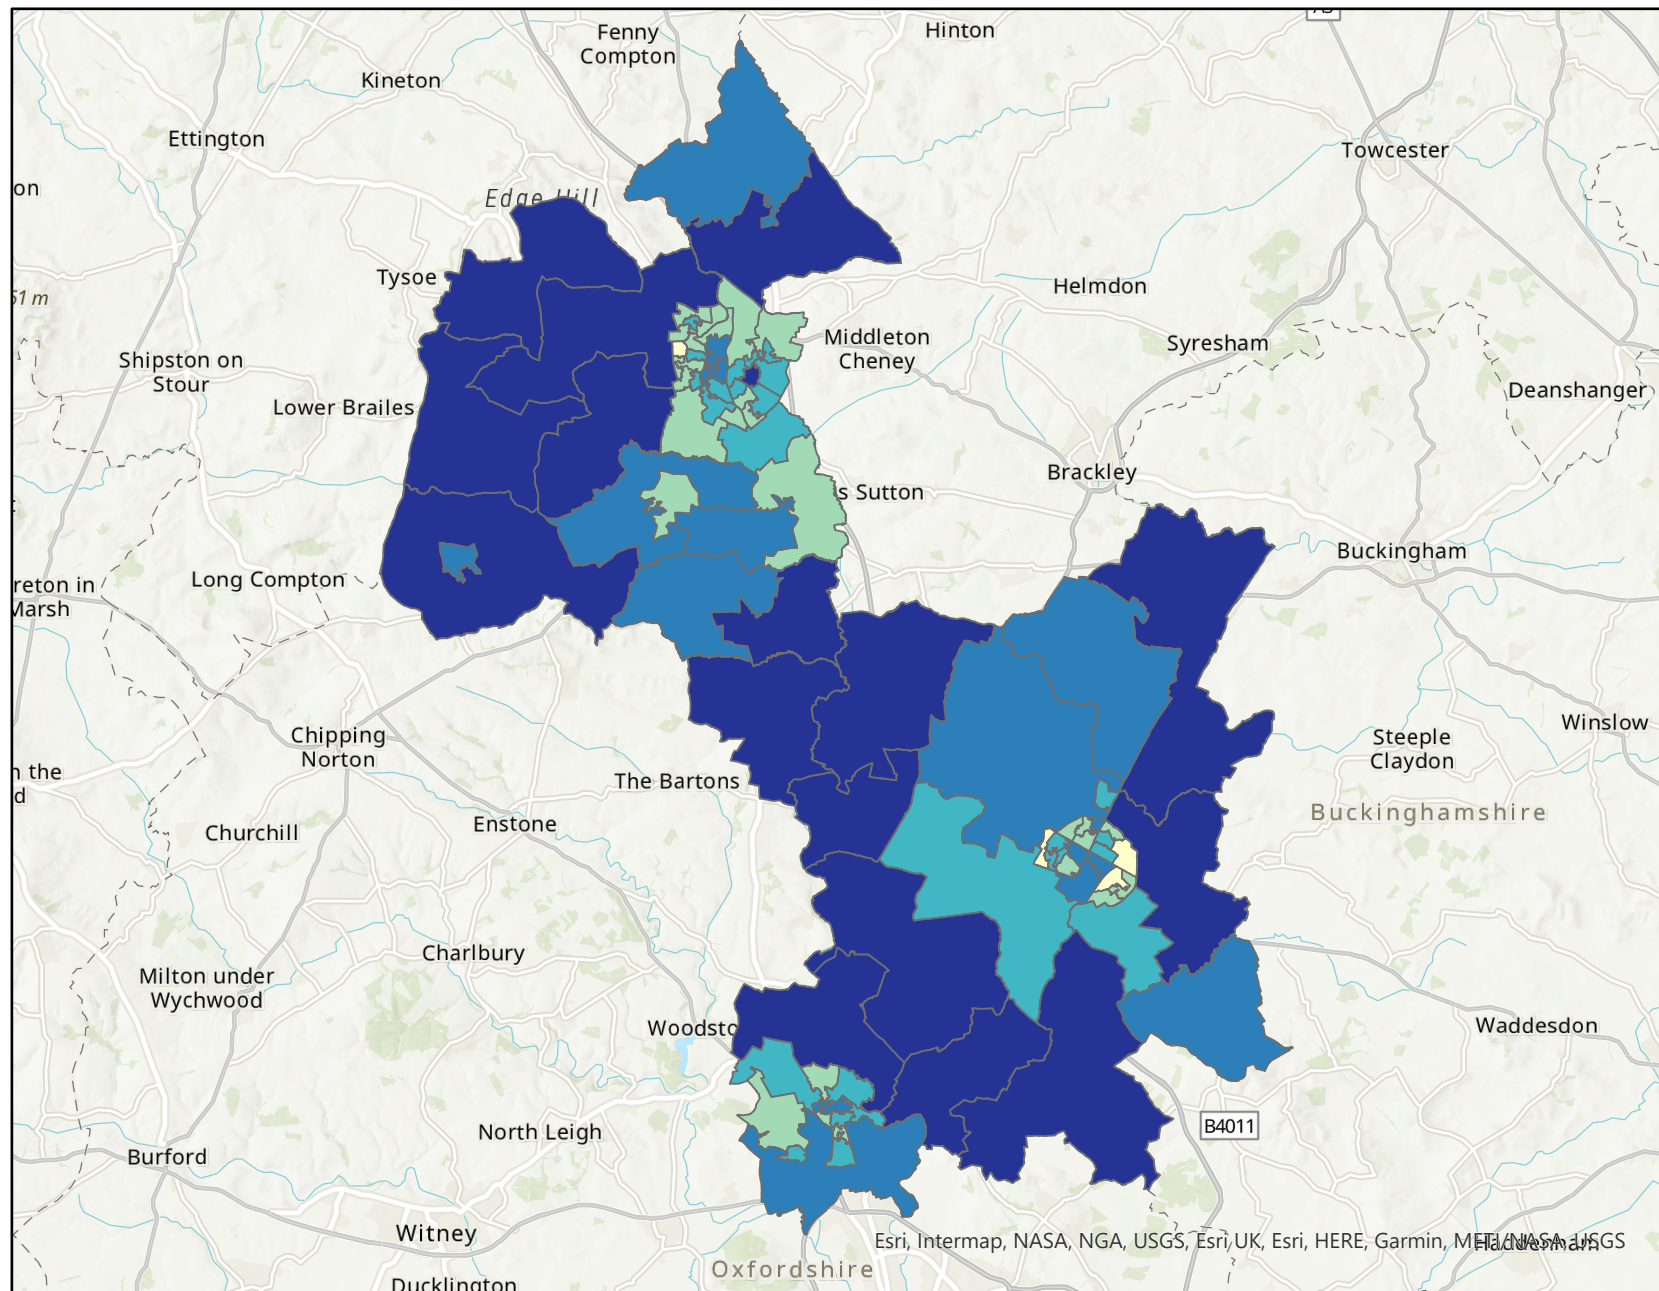 A5
Fenny
Compton
Hinton
Kineton
Ettington
Towcester
on
Edge Hill
Tysoe
Helmdon
51 m
Middleton
Cheney
Syresham
Shipston on
Stour
Deanshanger
Lower Brailes
Brackley
s Sutton
Buckingham
Long Compton
reton in
Marsh
Winslow
Chipping
Norton
Steeple
Claydon
n the
d
The Bartons
Buckinghamshire
Enstone
Churchill
Charlbury
Milton under
Wychwood
Woodsto
Waddesdon
B4011
North Leigh
Burford
Witney
Esri, Intermap, NASA, NGA, USGS, Esri UK, Esri, HERE, Garmin, METI/NASA, USGS
Haddenham
Oxfordshire
Ducklington